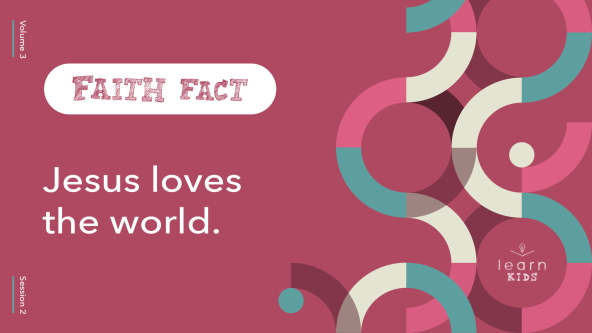 Volume 3
FAITH FACT
Jesus loves
the world.
learn
KIDS
Session 2